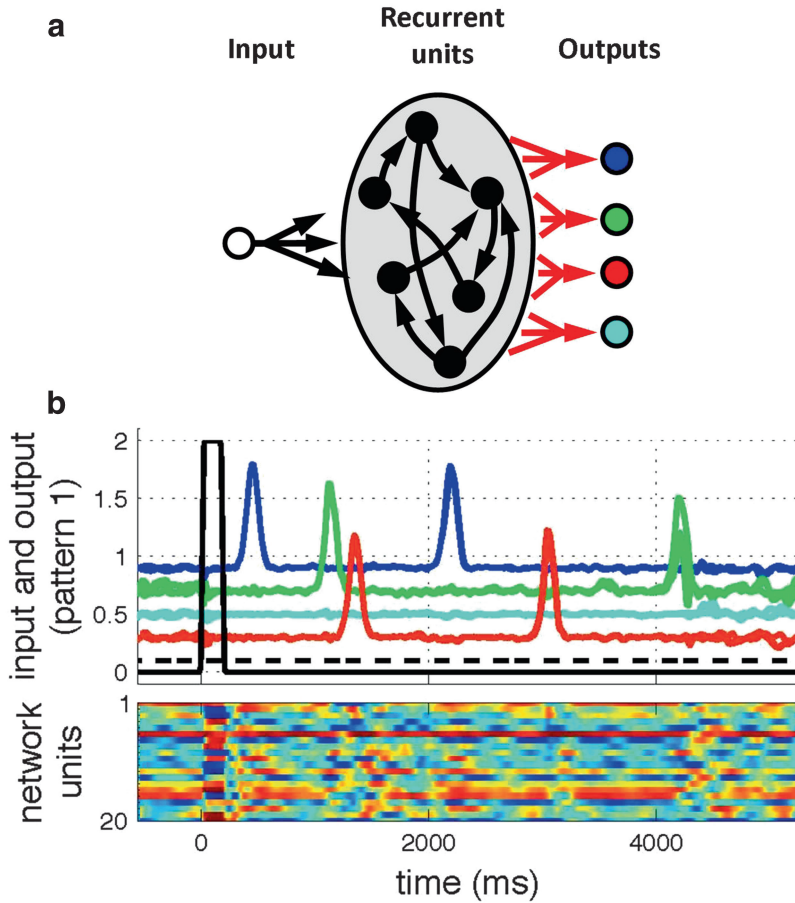 a
Input
Recurrent
units
Outputs
b
input and output
(pattern 1)
2
1.5
1
0.5
0
network
units
1
20
0
2000
4000
time (ms)